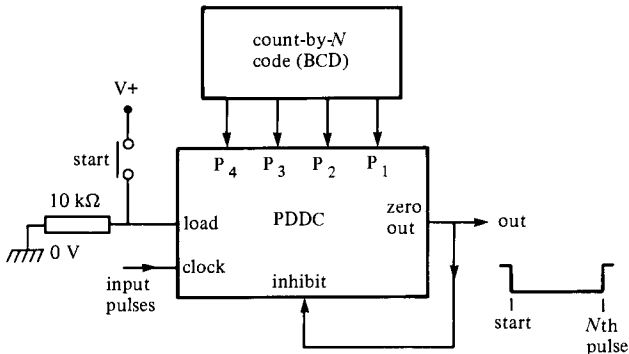 count-by-N
code (BCD)
V+
start
P4 P3 P2 P1
10 kΩ
load
PDDC
zero
out
out
0 V
clock
input
pulses
inhibit
start
Nth
pulse